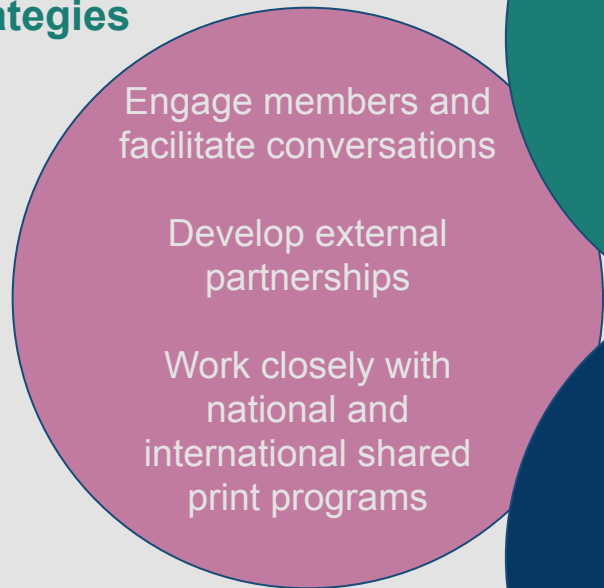 ategies
Engage members and
facilitate conversations
Develop external
partnerships
Work closely with
national and
international shared
print programs